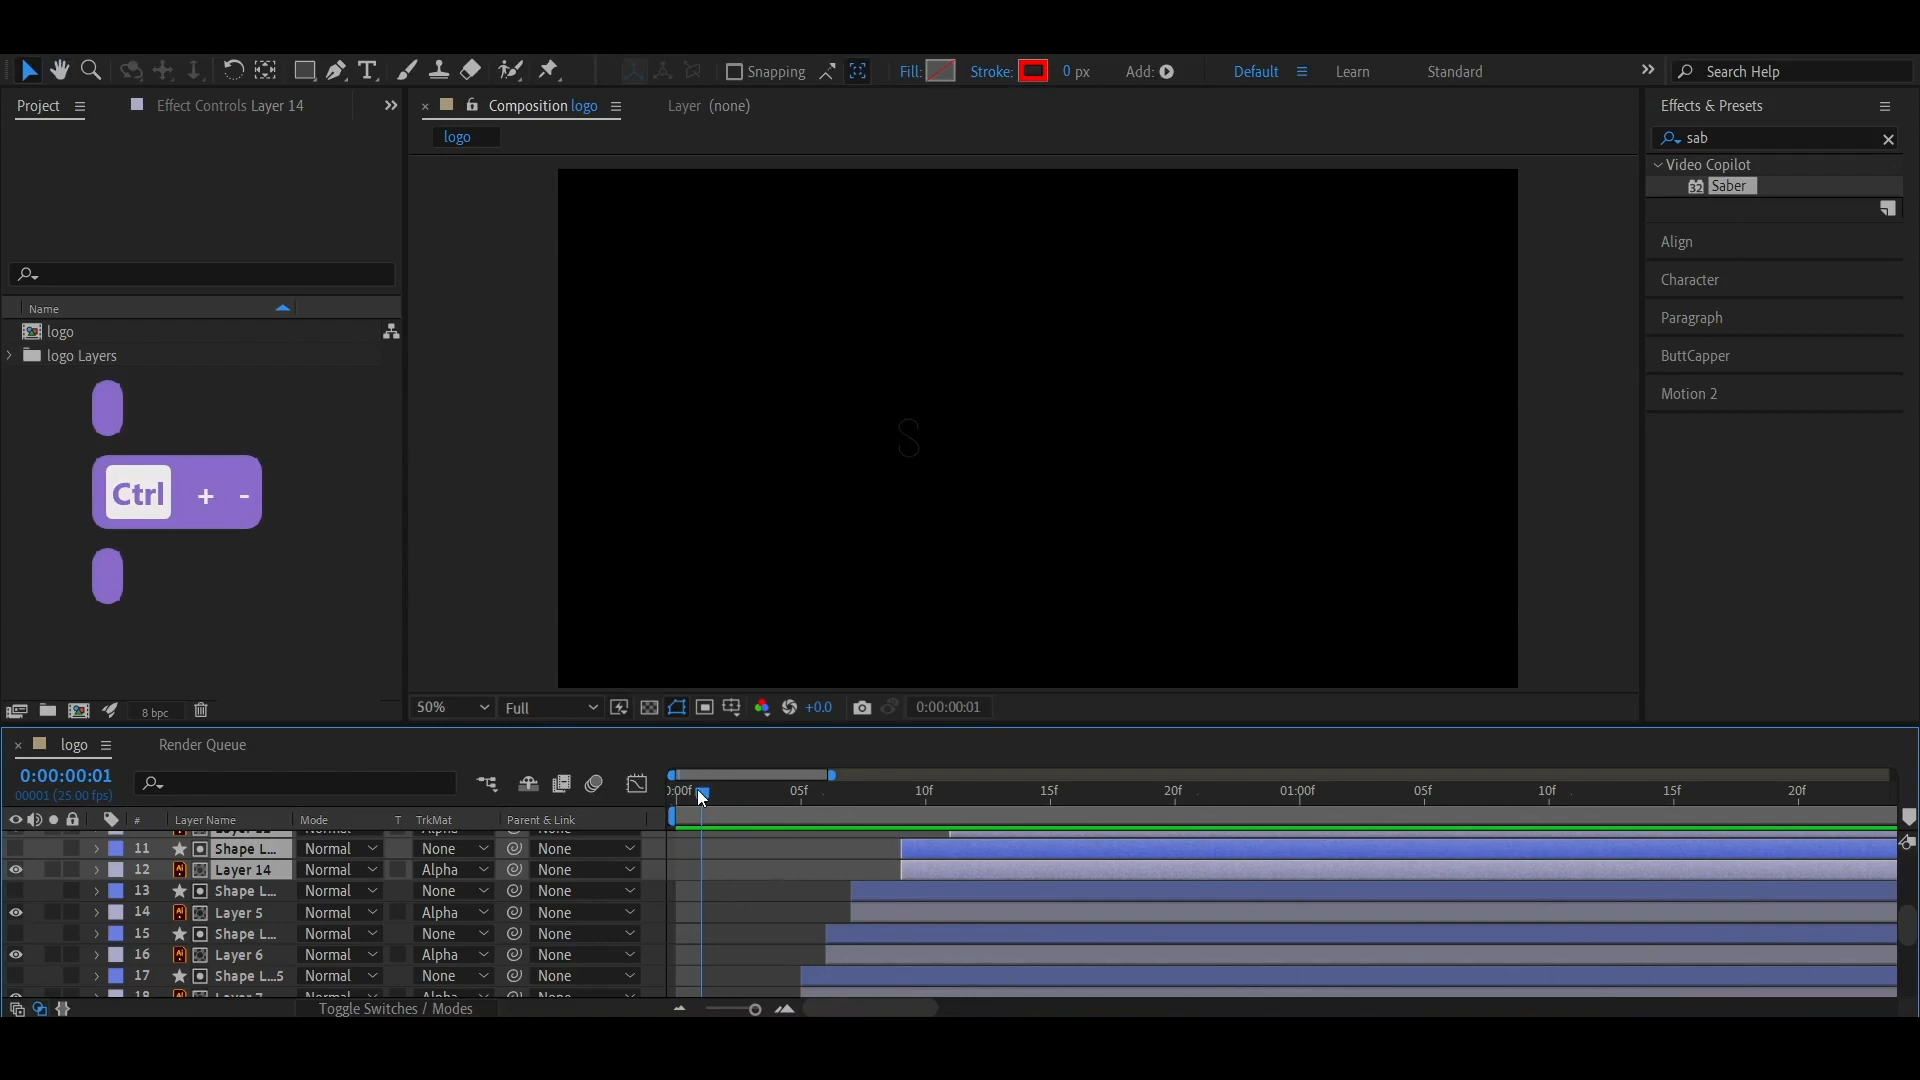 Snapping
Fill:
Stroke:
0 px
Add:
Default
Learn
Standard
Search Help
Project
Effect Controls Layer 14
Composition logo
Layer (none)
logo
Effects & Presets
sab
Video Copilot
32 Saber
Align
Character
Paragraph
ButtCapper
Motion 2
Name
logo
logo Layers
Ctrl + -
S
8 bpc
50%
Full
+0.0
0:00:00:01
logo
Render Queue
0:00:00:01
00001 (25.00 fps)
0:00f 05f 10f 15f 20f 01:00f 05f 10f 15f 20f
# Layer Name Mode T TrkMat Parent & Link
11 Shape L... Normal None None
12 Ai Layer 14 Normal Alpha None
13 Shape L... Normal None None
14 Ai Layer 5 Normal Alpha None
15 Shape L... Normal None None
16 Ai Layer 6 Normal Alpha None
17 Shape L...5 Normal None None
Toggle Switches / Modes